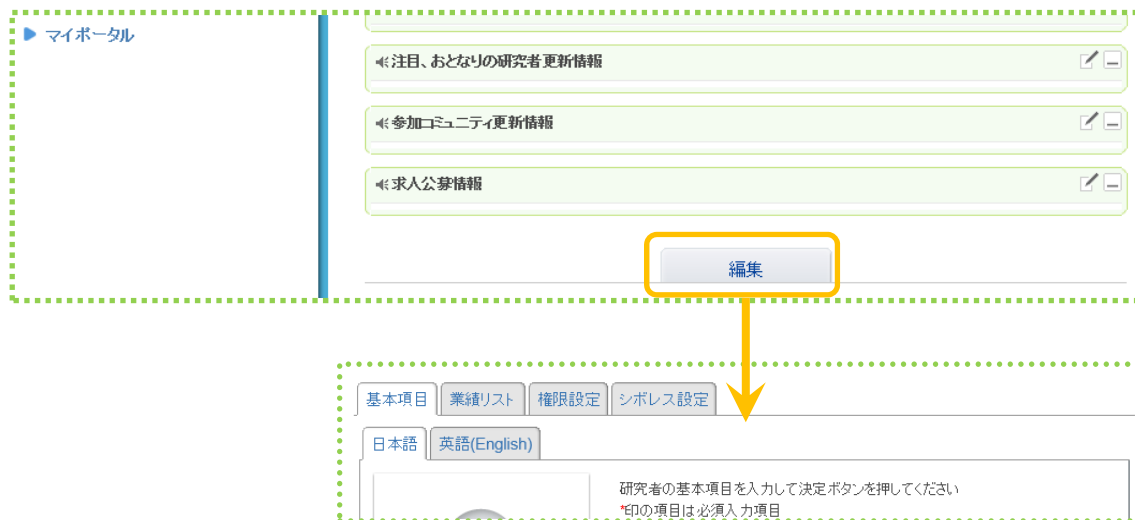 マイポータル
注目、おとなりの研究者更新情報
参加コミュニティ更新情報
求人公募情報
編集
基本項目 業績リスト 権限設定 シボレス設定
日本語 英語(English)
研究者の基本項目を入力して決定ボタンを押してください
*印の項目は必須入力項目